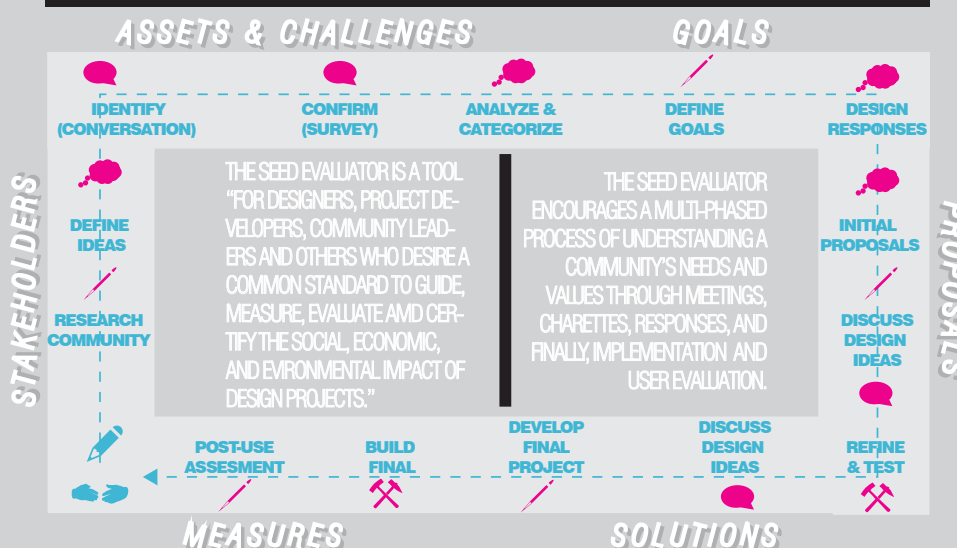 ASSETS & CHALLENGES
GOALS
IDENTIFY
(CONVERSATION)
CONFIRM
(SURVEY)
ANALYZE &
CATEGORIZE
DEFINE
GOALS
DESIGN
RESPONSES
STAKEHOLDERS
DEFINE
IDEAS
RESEARCH
COMMUNITY
THE SEED EVALUATOR IS A TOOL
“FOR DESIGNERS, PROJECT DE-
VELOPERS, COMMUNITY LEAD-
ERS AND OTHERS WHO DESIRE A
COMMON STANDARD TO GUIDE,
MEASURE, EVALUATE AMD CER-
TIFY THE SOCIAL, ECONOMIC,
AND EVIRONMENTAL IMPACT OF
DESIGN PROJECTS.”
THE SEED EVALUATOR
ENCOURAGES A MULTI-PHASED
PROCESS OF UNDERSTANDING A
COMMUNITY’S NEEDS AND
VALUES THROUGH MEETINGS,
CHARETTES, RESPONSES, AND
FINALLY, IMPLEMENTATION AND
USER EVALUATION.
INITIAL
PROPOSALS
DISCUSS
DESIGN
IDEAS
PROPOSALS
POST-USE
ASSESMENT
BUILD
FINAL
DEVELOP
FINAL
PROJECT
DISCUSS
DESIGN
IDEAS
REFINE
& TEST
MEASURES
SOLUTIONS